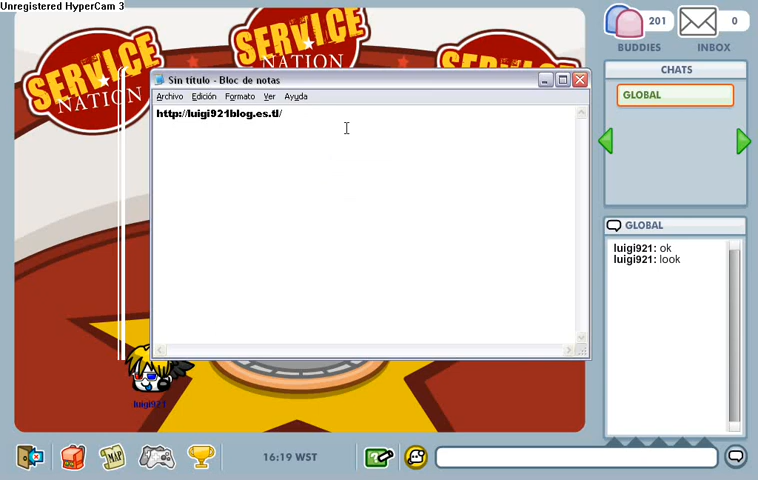 Unregistered HyperCam 3
SERVICE
NATION
SERVICE
NATION
SERVICE
201
0
BUDDIES
INBOX
CHATS
GLOBAL
Sin título - Bloc de notas
Archivo Edición Formato Ver Ayuda
http://luigi921blog.es.tl/
GLOBAL
luigi921: ok
luigi921: look
luigi921
MAP
16:19 WST